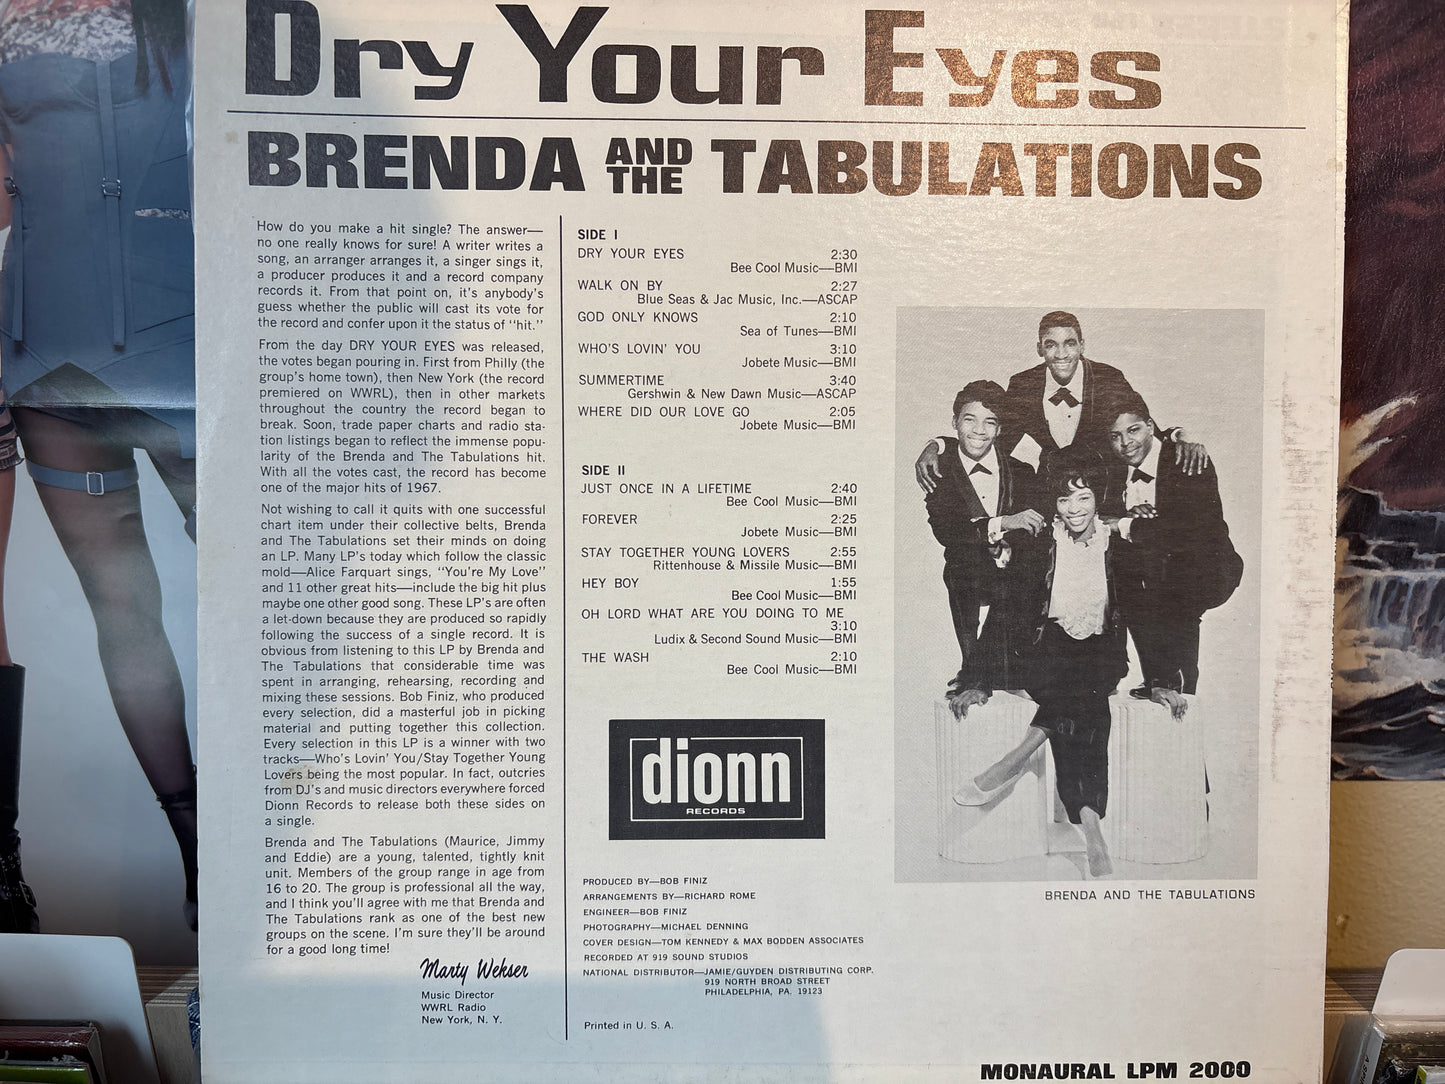 Dry Your Eyes
BRENDA AND THE TABULATIONS
How do you make a hit single? The answer—
no one really knows for sure! A writer writes a
song, an arranger arranges it, a singer sings it,
a producer produces it and a record company
records it. From that point on, it's anybody's
guess whether the public will cast its vote for
the record and confer upon it the status of "hit."
From the day DRY YOUR EYES was released,
the votes began pouring in. First from Philly (the
group's home town), then New York (the record
premiered on WWRL), then in other markets
throughout the country the record began to
break. Soon, trade paper charts and radio sta-
tion listings began to reflect the immense popu-
larity of the Brenda and The Tabulations hit.
With all the votes cast, the record has become
one of the major hits of 1967.
Not wishing to call it quits with one successful
chart item under their collective belts, Brenda
and The Tabulations set their minds on doing
an LP. Many LP's today which follow the classic
mold—Alice Farquart sings, "You're My Love"
and 11 other great hits—include the big hit plus
maybe one other good song. These LP's are often
a let-down because they are produced so rapidly
following the success of a single record. It is
obvious from listening to this LP by Brenda and
The Tabulations that considerable time was
spent in arranging, rehearsing, recording and
mixing these sessions. Bob Finiz, who produced
every selection, did a masterful job in picking
material and putting together this collection.
Every selection in this LP is a winner with two
tracks—Who's Lovin' You/Stay Together Young
Lovers being the most popular. In fact, outcries
from DJ's and music directors everywhere forced
Dionn Records to release both these sides on
a single.
Brenda and The Tabulations (Maurice, Jimmy
and Eddie) are a young, talented, tightly knit
unit. Members of the group range in age from
16 to 20. The group is professional all the way,
and I think you'll agree with me that Brenda and
The Tabulations rank as one of the best new
groups on the scene. I'm sure they'll be around
for a good long time!
Marty Wekser
Music Director
WWRL Radio
New York, N. Y.
SIDE I
DRY YOUR EYES 2:30
Bee Cool Music—BMI
WALK ON BY 2:27
Blue Seas & Jac Music, Inc.—ASCAP
GOD ONLY KNOWS 2:10
Sea of Tunes—BMI
WHO'S LOVIN' YOU 3:10
Jobete Music—BMI
SUMMERTIME 3:40
Gershwin & New Dawn Music—ASCAP
WHERE DID OUR LOVE GO 2:05
Jobete Music—BMI
SIDE II
JUST ONCE IN A LIFETIME 2:40
Bee Cool Music—BMI
FOREVER 2:25
Jobete Music—BMI
STAY TOGETHER YOUNG LOVERS 2:55
Rittenhouse & Missile Music—BMI
HEY BOY 1:55
Bee Cool Music—BMI
OH LORD WHAT ARE YOU DOING TO ME
3:10
Ludix & Second Sound Music—BMI
THE WASH 2:10
Bee Cool Music—BMI
dionn
RECORDS
PRODUCED BY—BOB FINIZ
ARRANGEMENTS BY—RICHARD ROME
ENGINEER—BOB FINIZ
PHOTOGRAPHY—MICHAEL DENNING
COVER DESIGN—TOM KENNEDY & MAX BODDEN ASSOCIATES
RECORDED AT 919 SOUND STUDIOS
NATIONAL DISTRIBUTOR—JAMIE/GUYDEN DISTRIBUTING CORP.
919 NORTH BROAD STREET
PHILADELPHIA, PA. 19123
Printed in U. S. A.
BRENDA AND THE TABULATIONS
MONAURAL LPM 2000